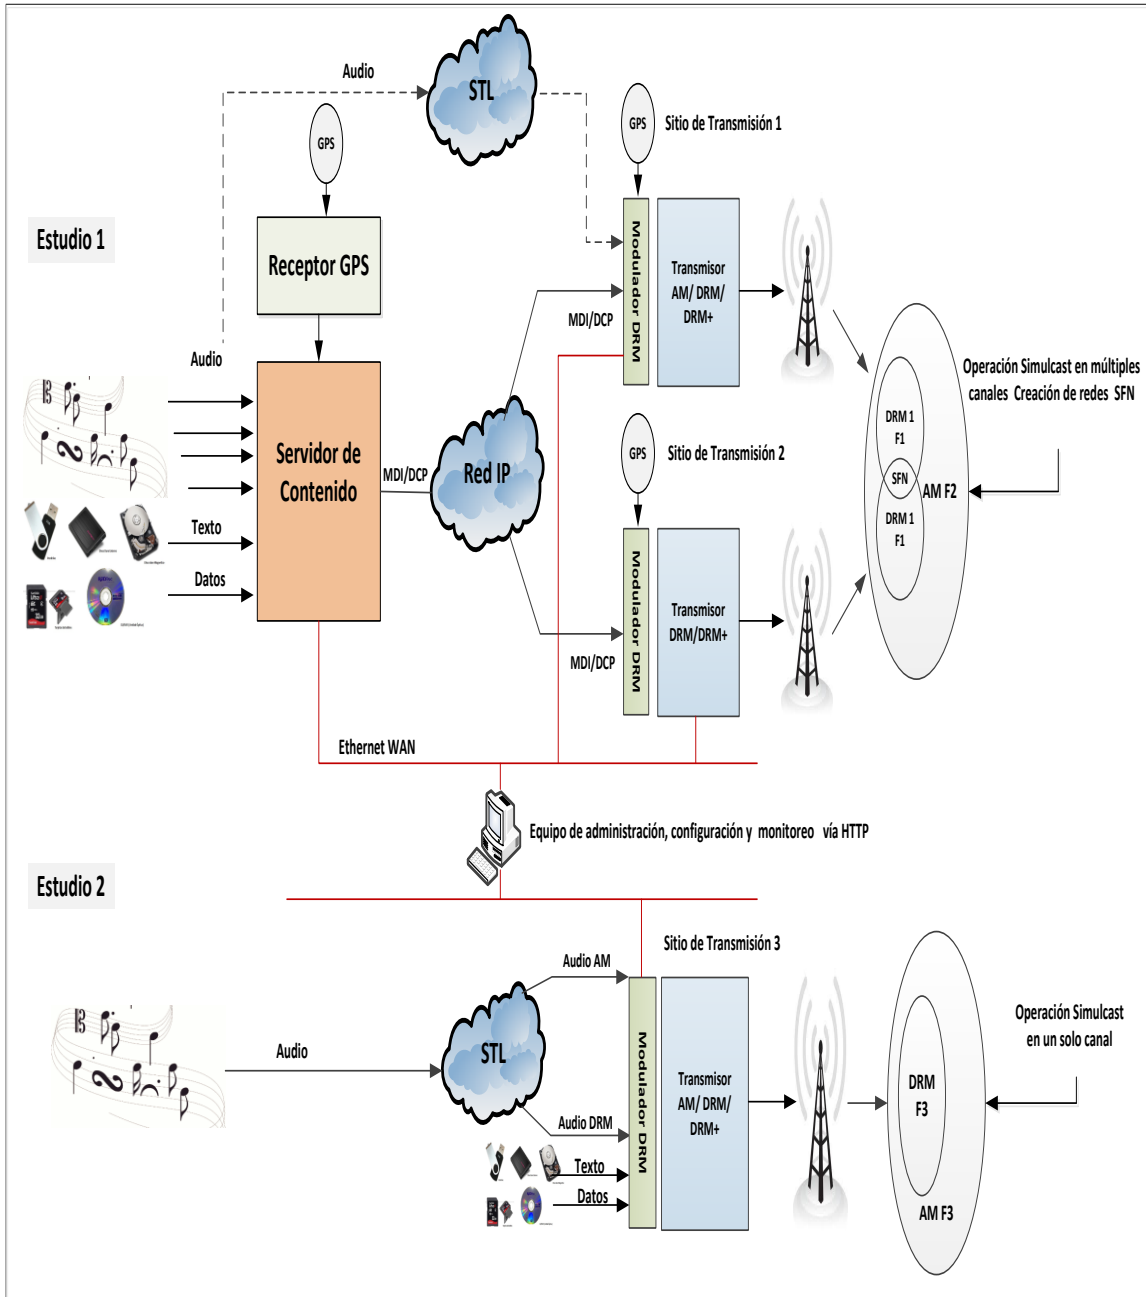 Audio
STL
GPS
GPS
Sitio de Transmisión 1
Estudio 1
Receptor GPS
Modulador DRM
Transmisor
AM/ DRM/
DRM+
MDI/DCP
Audio
Servidor de
Contenido
MDI/DCP
Red IP
Operación Simulcast en múltiples
canales Creación de redes SFN
DRM 1
F1
SFN
AM F2
DRM 1
F1
GPS
Sitio de Transmisión 2
Texto
Datos
Modulador DRM
Transmisor
DRM/DRM+
MDI/DCP
Ethernet WAN
Equipo de administración, configuración y monitoreo vía HTTP
Estudio 2
Sitio de Transmisión 3
Audio AM
STL
Audio
Modulador DRM
Transmisor
AM/ DRM/
DRM+
Operación Simulcast
en un solo canal
DRM
F3
AM F3
Audio DRM
Texto
Datos